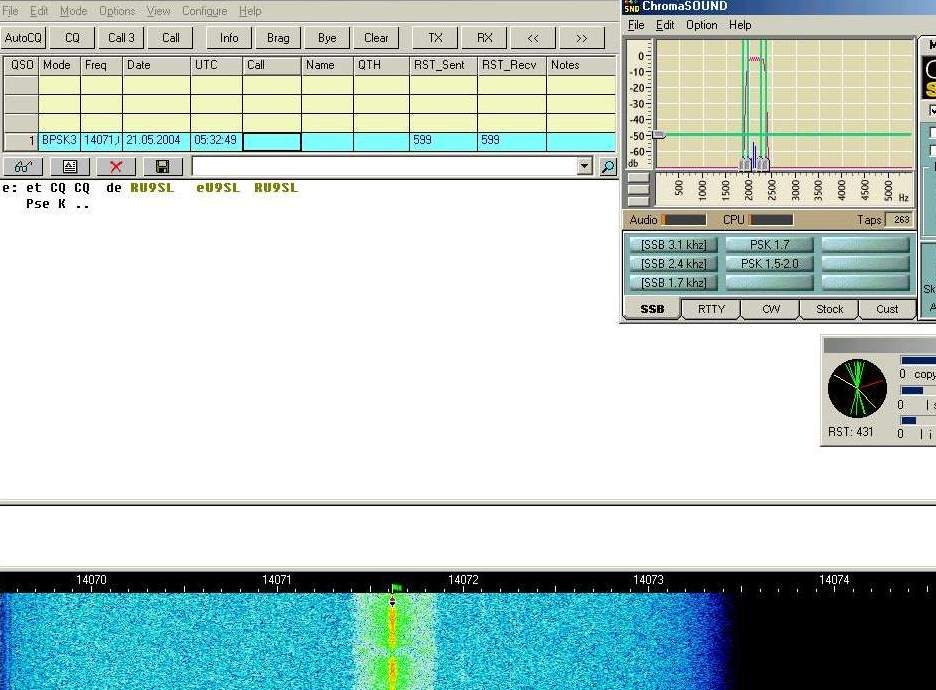 File Edit Mode Options View Configure Help
AutoCQ CQ Call 3 Call Info Brag Bye Clear TX RX << >>
QSO Mode Freq Date UTC Call Name QTH RST_Sent RST_Recv Notes
1 BPSK3 14071, 21.05.2004 05:32:49 599 599
e: et CQ CQ de RU9SL eU9SL RU9SL
Pse K ..
SND ChromaSOUND
File Edit Option Help
0
-10
-20
-30
-40
-50
-60
db
500 1000 1500 2000 2500 3000 3500 4000 4500 5000 Hz
Audio CPU Taps 263
[SSB 3.1 khz] PSK 1.7
[SSB 2.4 khz] PSK 1.5-2.0
[SSB 1.7 khz]
SSB RTTY CW Stock Cust
0 copy
0 | s
RST: 431 0 | i
14070 14071 14072 14073 14074